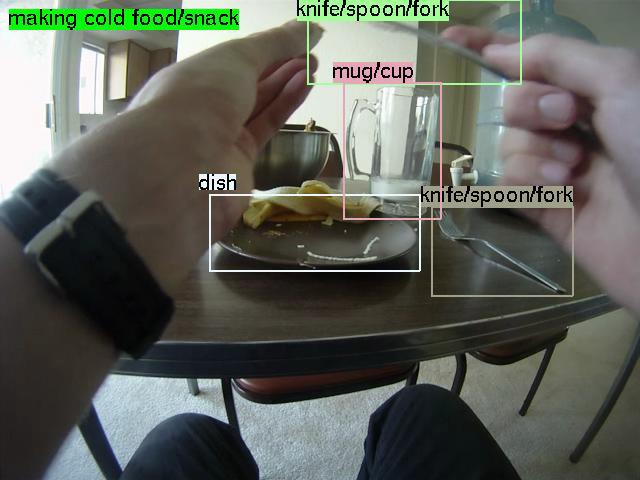 making cold food/snack
knife/spoon/fork
mug/cup
dish
knife/spoon/fork